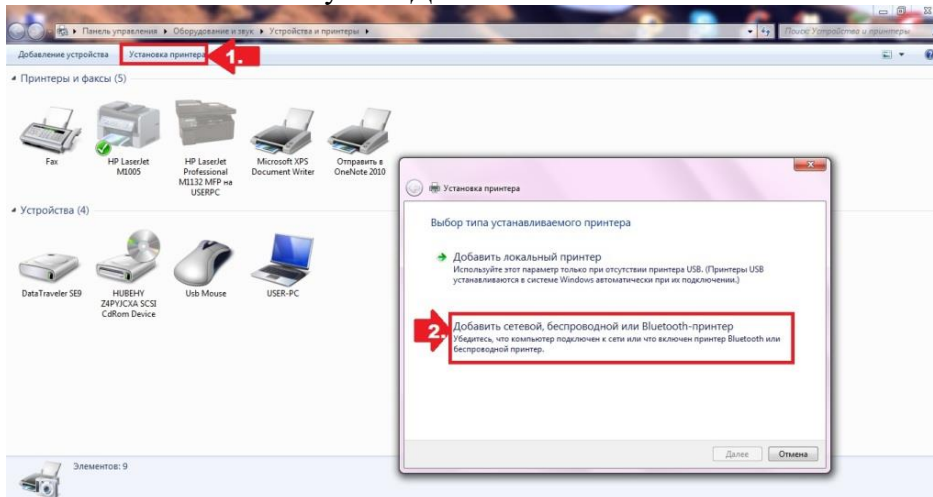 Панель управления ▸ Оборудование и звук ▸ Устройства и принтеры ▸
Поиск: Устройства и принтеры
Добавление устройства Установка принтера
1.
Принтеры и факсы (5)
Fax
HP LaserJet
M1005
HP LaserJet
Professional
M1132 MFP на
USERPC
Microsoft XPS
Document Writer
Отправить в
OneNote 2010
Устройства (4)
DataTraveler SE9
HUBEHY
Z4PYJCXA SCSI
CdRom Device
Usb Mouse
USER-PC
Установка принтера
Выбор типа устанавливаемого принтера
Добавить локальный принтер
Используйте этот параметр только при отсутствии принтера USB. (Принтеры USB
устанавливаются в системе Windows автоматически при их подключении.)
2.
Добавить сетевой, беспроводной или Bluetooth-принтер
Убедитесь, что компьютер подключен к сети или что включен принтер Bluetooth или
беспроводной принтер.
Далее Отмена
Элементов: 9